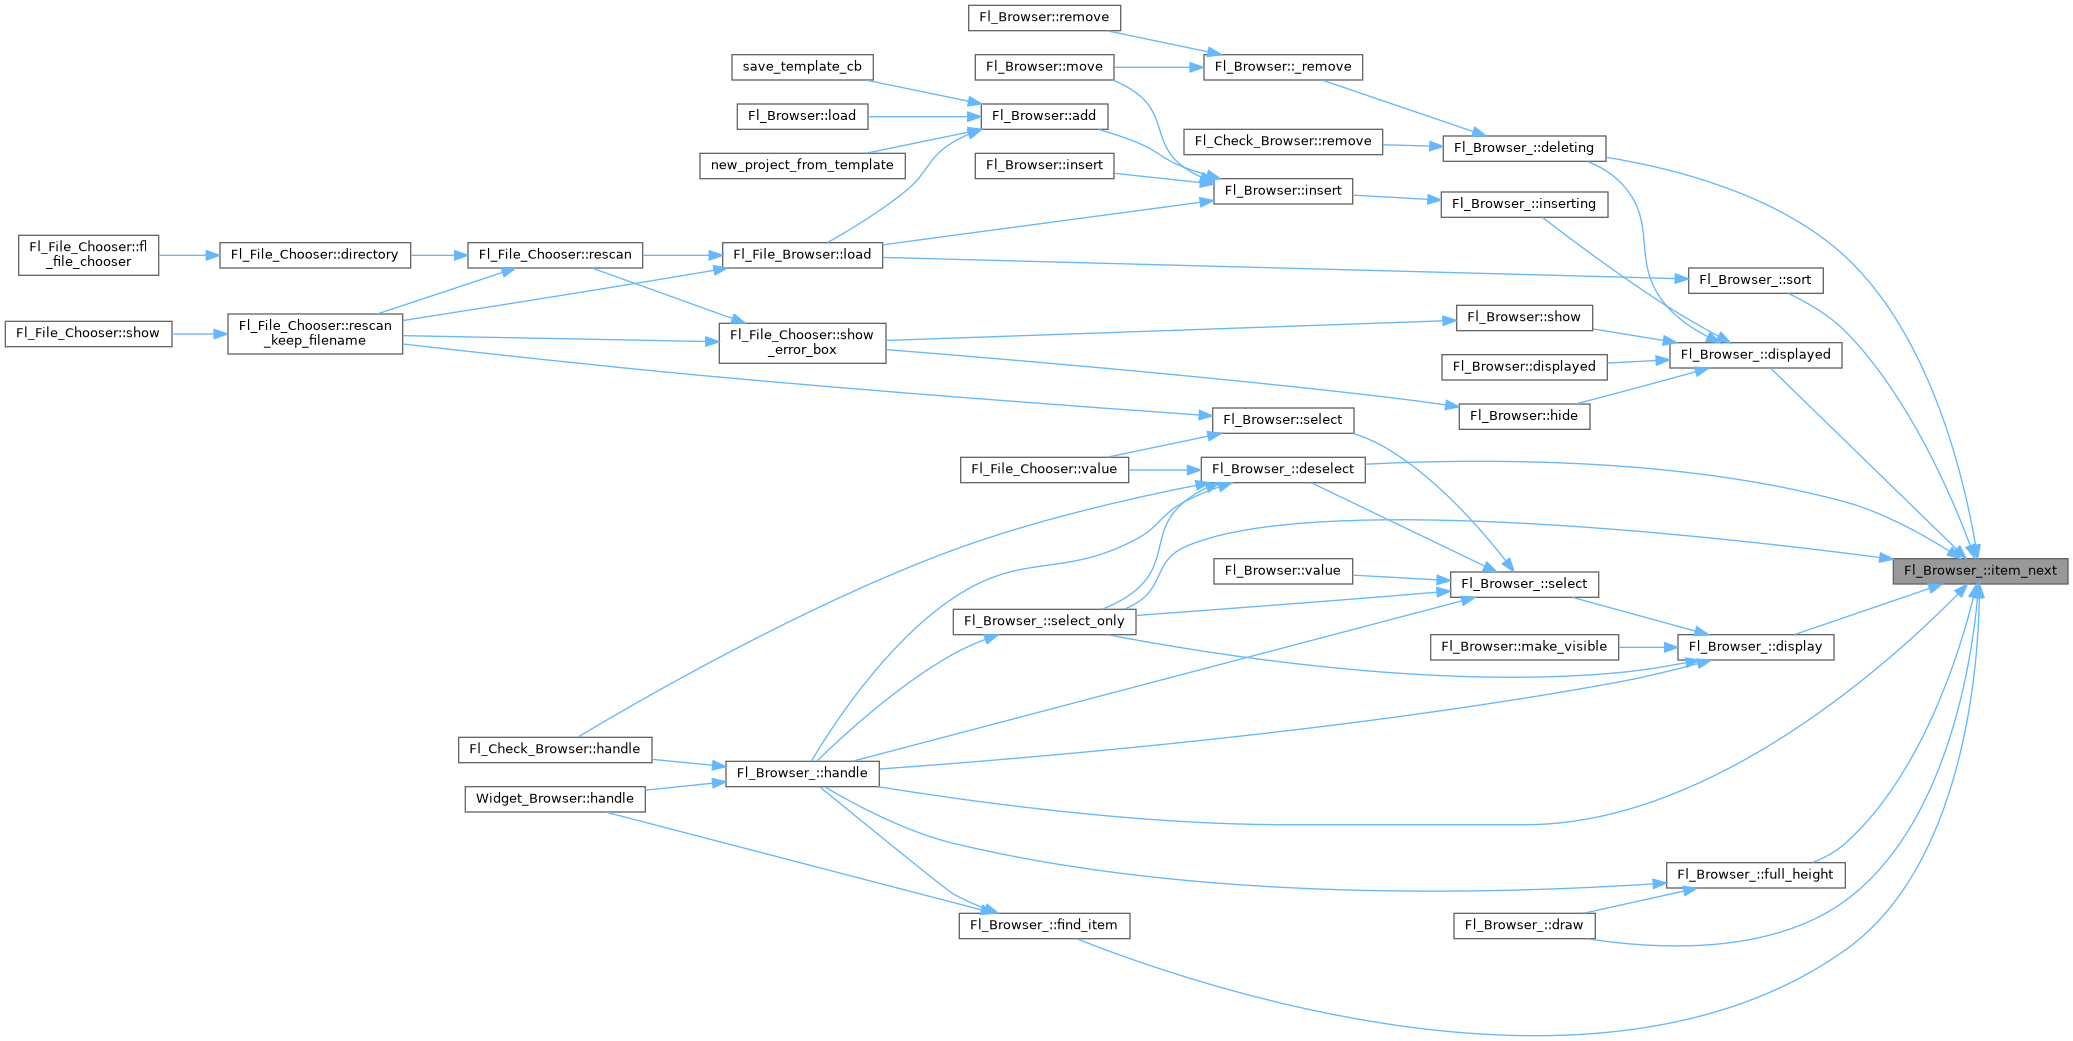 Fl_Browser::remove
save_template_cb
Fl_Browser::move
Fl_Browser::_remove
Fl_Browser::load
Fl_Browser::add
Fl_Check_Browser::remove
Fl_Browser_::deleting
new_project_from_template
Fl_Browser::insert
Fl_Browser::insert
Fl_Browser_::inserting
Fl_File_Chooser::fl
_file_chooser
Fl_File_Chooser::directory
Fl_File_Chooser::rescan
Fl_File_Browser::load
Fl_Browser_::sort
Fl_File_Chooser::show
Fl_File_Chooser::rescan
_keep_filename
Fl_File_Chooser::show
_error_box
Fl_Browser::show
Fl_Browser::displayed
Fl_Browser_::displayed
Fl_Browser::hide
Fl_Browser::select
Fl_File_Chooser::value
Fl_Browser_::deselect
Fl_Browser::value
Fl_Browser_::select
Fl_Browser_::item_next
Fl_Browser_::select_only
Fl_Browser::make_visible
Fl_Browser_::display
Fl_Check_Browser::handle
Fl_Browser_::handle
Widget_Browser::handle
Fl_Browser_::full_height
Fl_Browser_::find_item
Fl_Browser_::draw